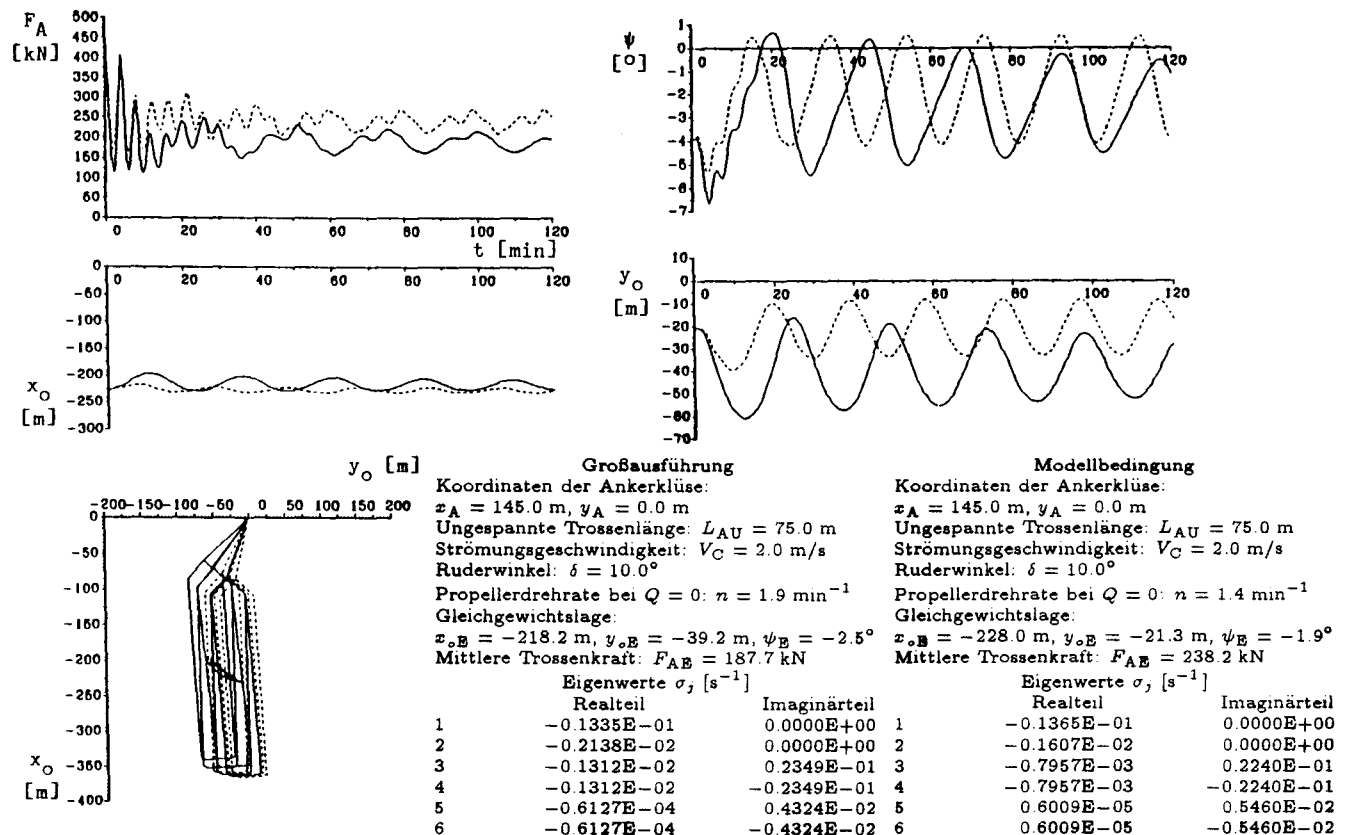 F_A
[kN]
500
450
400
350
300
250
200
150
100
50
0
0 20 40 60 80 100 120
t [min]
ψ
[°]
1
0
-1
-2
-3
-4
-5
-6
-7
0 20 40 60 80 100 120
0
-50
-100
-150
-200
-250
-300
0 20 40 60 80 100 120
x_o
[m]
10
0
-10
-20
-30
-40
-50
-60
-70
0 20 40 60 80 100 120
y_o
[m]
y_o [m]
-200 -150 -100 -50 0 50 100 150 200
0
-50
-100
-150
-200
-250
-300
-350
-400
x_o
[m]
Großausführung
Koordinaten der Ankerklüse:
x_A = 145.0 m, y_A = 0.0 m
Ungespannte Trossenlänge: L_AU = 75.0 m
Strömungsgeschwindigkeit: V_C = 2.0 m/s
Ruderwinkel: δ = 10.0°
Propellerdrehrate bei Q = 0: n = 1.9 min⁻¹
Gleichgewichtslage:
x_oE = −218.2 m, y_oE = −39.2 m, ψ_E = −2.5°
Mittlere Trossenkraft: F_AE = 187.7 kN
Eigenwerte σ_j [s⁻¹]
Realteil Imaginärteil
1 −0.1335E−01 0.0000E+00
2 −0.2138E−02 0.0000E+00
3 −0.1312E−02 0.2349E−01
4 −0.1312E−02 −0.2349E−01
5 −0.6127E−04 0.4324E−02
6 −0.6127E−04 −0.4324E−02
Modellbedingung
Koordinaten der Ankerklüse:
x_A = 145.0 m, y_A = 0.0 m
Ungespannte Trossenlänge: L_AU = 75.0 m
Strömungsgeschwindigkeit: V_C = 2.0 m/s
Ruderwinkel: δ = 10.0°
Propellerdrehrate bei Q = 0: n = 1.4 min⁻¹
Gleichgewichtslage:
x_oE = −228.0 m, y_oE = −21.3 m, ψ_E = −1.9°
Mittlere Trossenkraft: F_AE = 238.2 kN
Eigenwerte σ_j [s⁻¹]
Realteil Imaginärteil
1 −0.1365E−01 0.0000E+00
2 −0.1607E−02 0.0000E+00
3 −0.7957E−03 0.2240E−01
4 −0.7957E−03 −0.2240E−01
5 0.6009E−05 0.5460E−02
6 0.6009E−05 −0.5460E−02